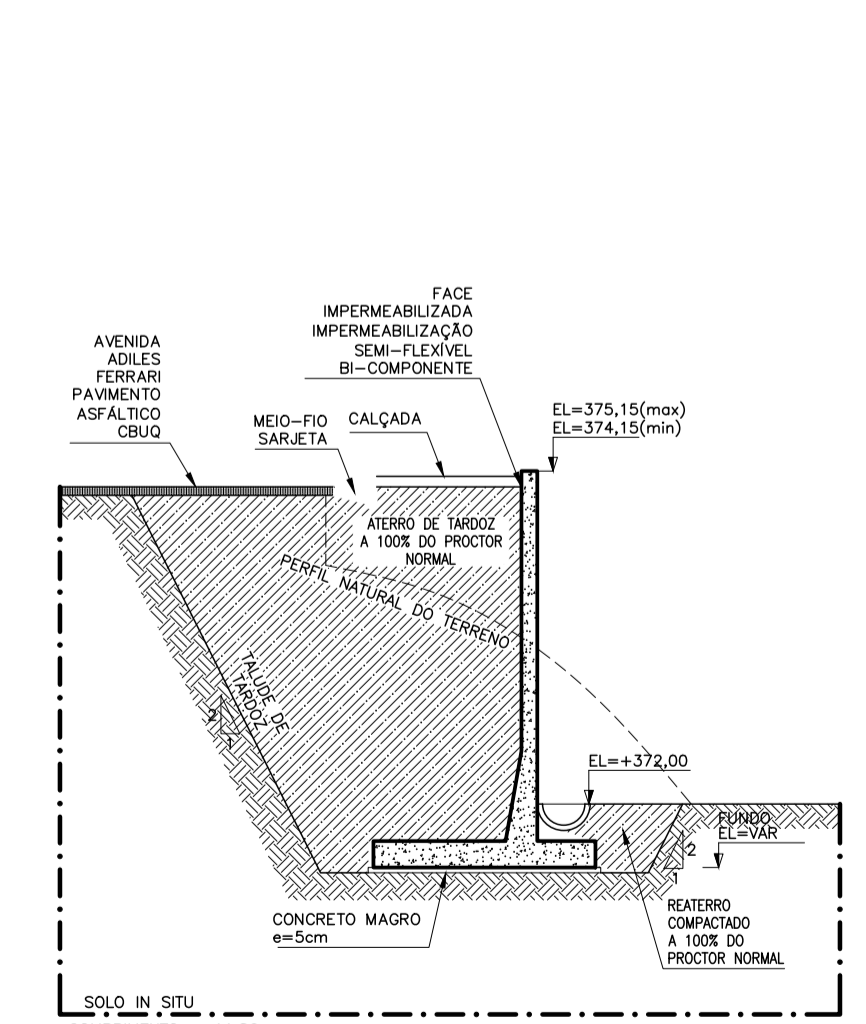 FACE
IMPERMEABILIZADA
IMPERMEABILIZAÇÃO
SEMI-FLEXÍVEL
BI-COMPONENTE
AVENIDA
ADILES
FERRARI
PAVIMENTO
ASFÁLTICO
CBUQ
MEIO-FIO
SARJETA
CALÇADA
EL=375,15(max)
EL=374,15(min)
ATERRO DE TARDOZ
A 100% DO PROCTOR
NORMAL
PERFIL NATURAL DO TERRENO
TALUDE DE
TARDOZ
2
1
EL=+372,00
FUNDO
EL=VAR
2
1
CONCRETO MAGRO
e=5cm
REATERRO
COMPACTADO
A 100% DO
PROCTOR NORMAL
SOLO IN SITU